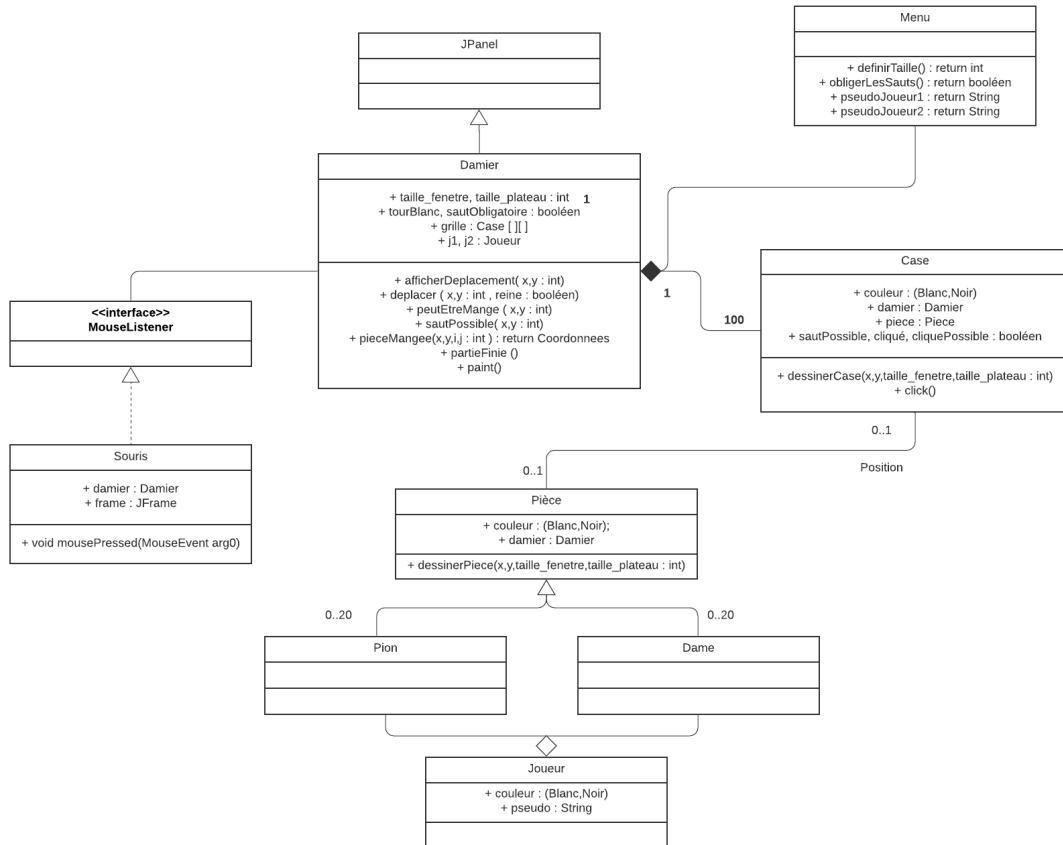 Menu
+ definirTaille() : return int
+ obligerLesSauts() : return booléen
+ pseudoJoueur1 : return String
+ pseudoJoueur2 : return String
JPanel
Damier
+ taille_fenetre, taille_plateau : int
1
+ tourBlanc, sautObligatoire : booléen
+ grille : Case [ ][ ]
+ j1, j2 : Joueur
+ afficherDeplacement( x,y : int)
+ deplacer ( x,y : int , reine : booléen)
+ peutEtreMange ( x,y : int)
+ sautPossible( x,y : int)
+ pieceMangee(x,y,i,j : int ) : return Coordonnees
+ partieFinie ()
+ paint()
1
100
Case
+ couleur : (Blanc,Noir)
+ damier : Damier
+ piece : Piece
+ sautPossible, cliqué, cliquePossible : booléen
+ dessinerCase(x,y,taille_fenetre,taille_plateau : int)
+ click()
<<interface>>
MouseListener
Souris
+ damier : Damier
+ frame : JFrame
+ void mousePressed(MouseEvent arg0)
0..1
Position
0..1
Pièce
+ couleur : (Blanc,Noir);
+ damier : Damier
+ dessinerPiece(x,y,taille_fenetre,taille_plateau : int)
0..20
0..20
Pion
Dame
Joueur
+ couleur : (Blanc,Noir)
+ pseudo : String